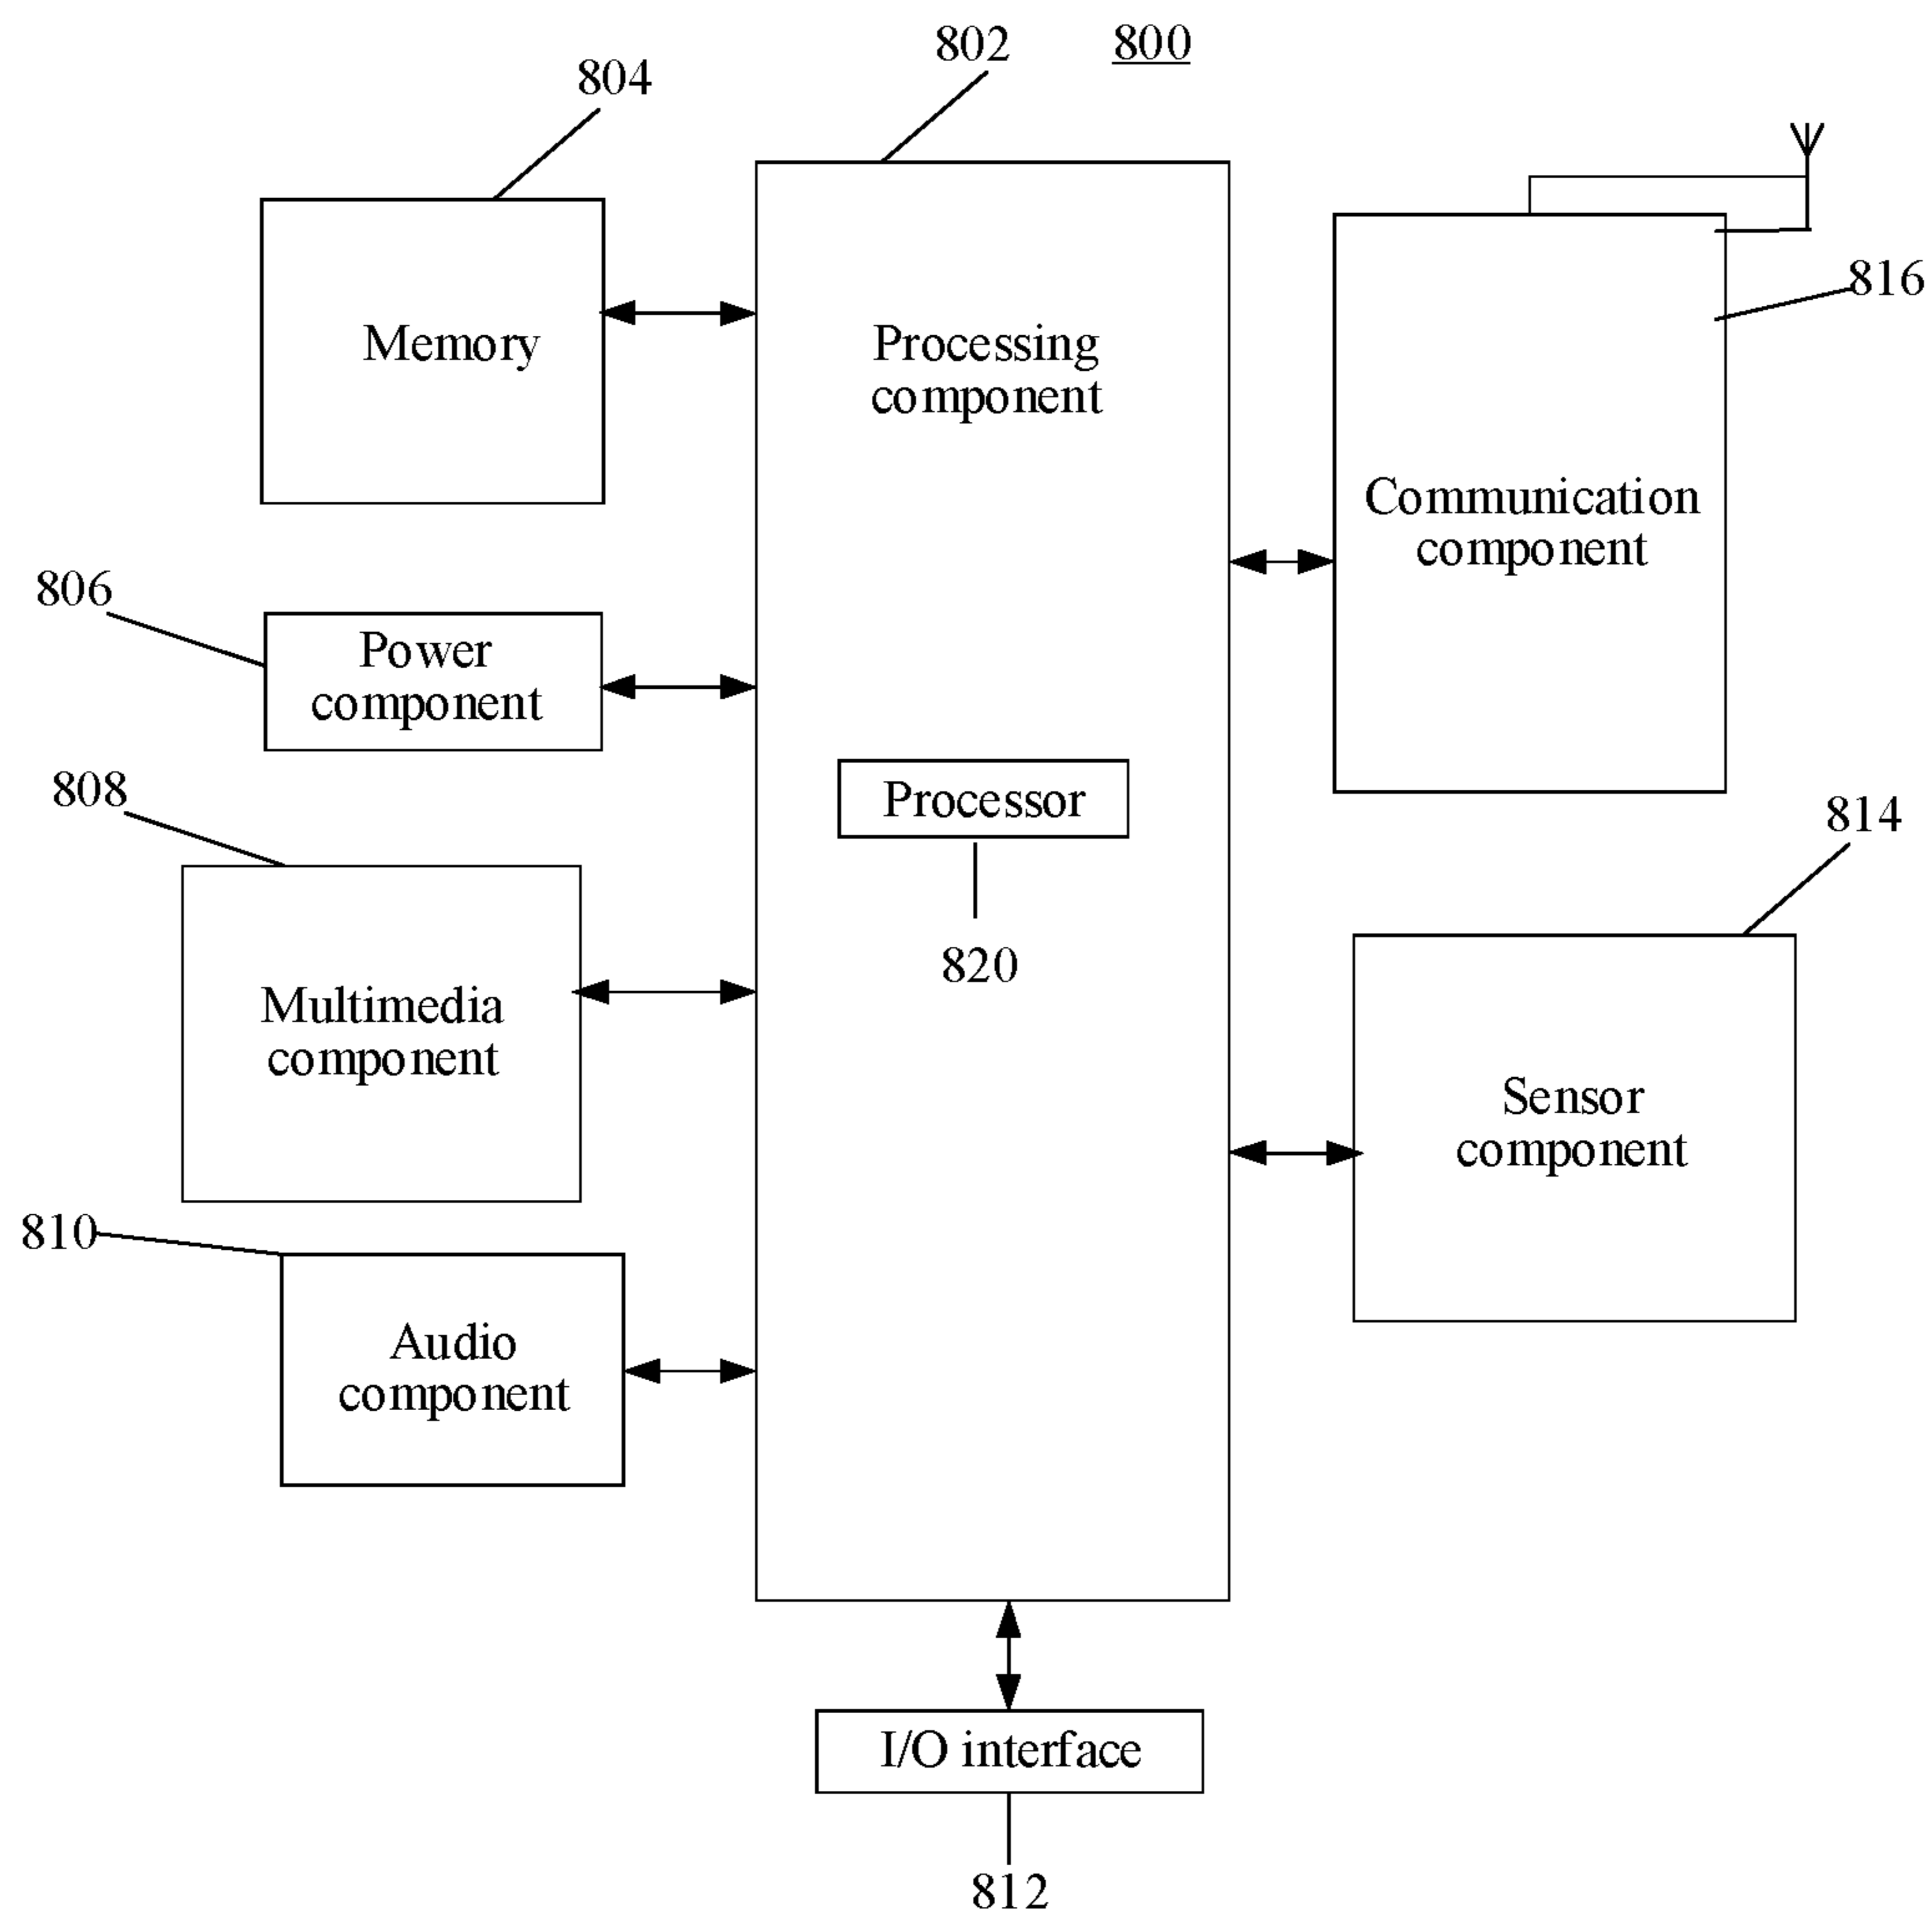 802
800
804
816
Memory
Processing
component
Communication
component
806
Power
component
808
Processor
814
820
Multimedia
component
Sensor
component
810
Audio
component
I/O interface
812